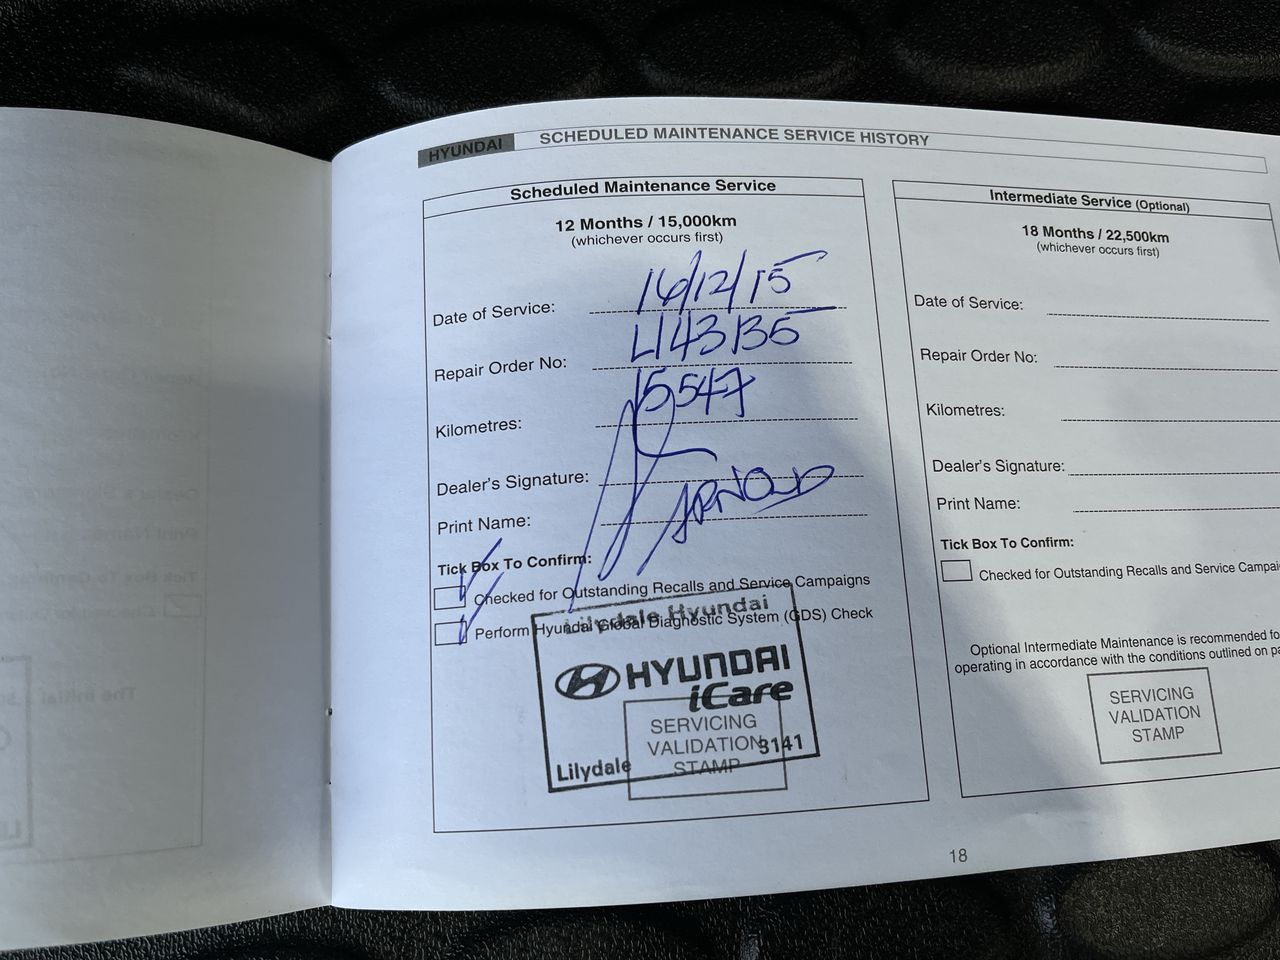 HYUNDAI SCHEDULED MAINTENANCE SERVICE HISTORY
Scheduled Maintenance Service
12 Months / 15,000km
(whichever occurs first)
Date of Service: 16/12/15
Repair Order No: L143135
Kilometres: 15547
Dealer's Signature:
Print Name: ARNOLD
Tick Box To Confirm:
Checked for Outstanding Recalls and Service Campaigns
Perform Hyundai Global Diagnostic System (GDS) Check
Lilydale Hyundai
HYUNDAI
iCare
SERVICING
VALIDATION
STAMP
Lilydale 3141
Intermediate Service (Optional)
18 Months / 22,500km
(whichever occurs first)
Date of Service:
Repair Order No:
Kilometres:
Dealer's Signature:
Print Name:
Tick Box To Confirm:
Checked for Outstanding Recalls and Service
Optional Intermediate Maintenance is recommended
operating in accordance with the conditions outlined on
SERVICING
VALIDATION
STAMP
18